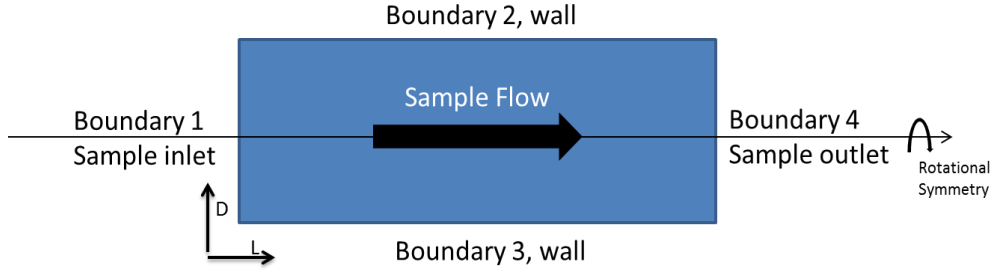 Boundary 2, wall
Sample Flow
Boundary 1
Sample inlet
Boundary 4
Sample outlet
Rotational
Symmetry
D
L
Boundary 3, wall